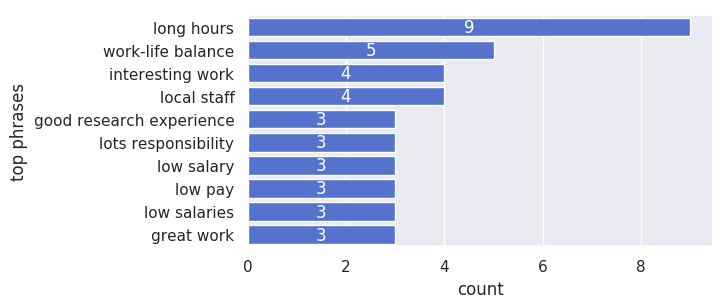 long hours 9
work-life balance 5
interesting work 4
local staff 4
good research experience 3
lots responsibility 3
low salary 3
low pay 3
low salaries 3
great work 3
0 2 4 6 8
count
top phrases